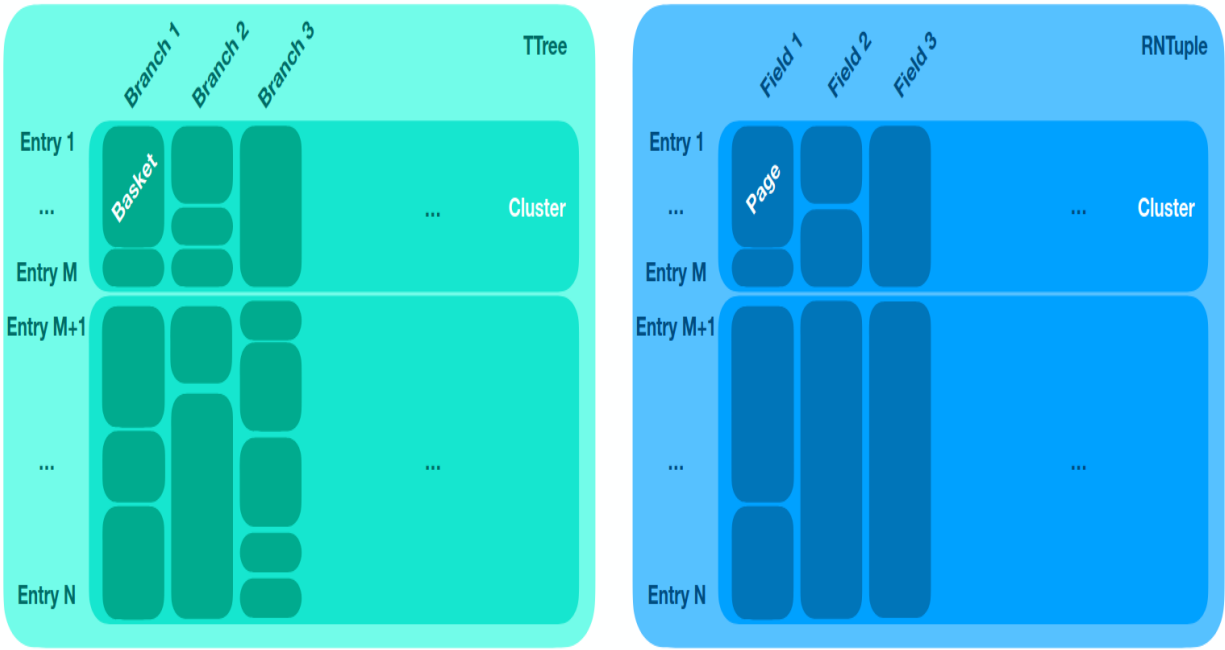 TTree
Branch 1
Branch 2
Branch 3
Entry 1
...
Entry M
Basket
...
Cluster
Entry M+1
...
Entry N
...
RNTuple
Field 1
Field 2
Field 3
Entry 1
...
Entry M
Page
...
Cluster
Entry M+1
...
Entry N
...